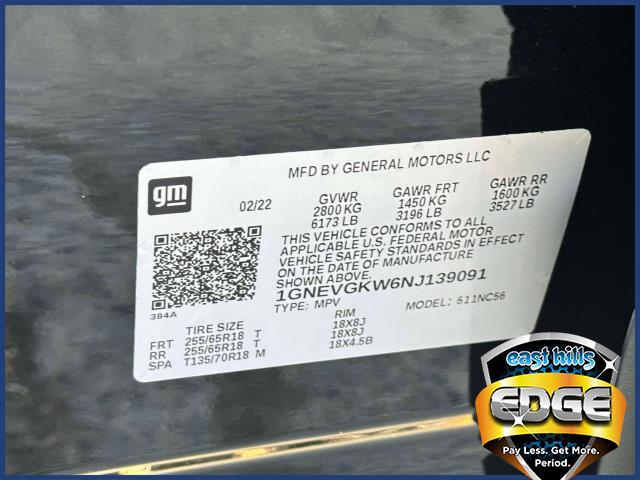 MFD BY GENERAL MOTORS LLC
gm
02/22
GVWR GAWR FRT GAWR RR
2800 KG 1450 KG 1600 KG
6173 LB 3196 LB 3527 LB
THIS VEHICLE CONFORMS TO ALL
APPLICABLE U.S. FEDERAL MOTOR
VEHICLE SAFETY STANDARDS IN EFFECT
ON THE DATE OF MANUFACTURE
SHOWN ABOVE.
1GNEVGKW6NJ139091
384A
TYPE: MPV MODEL: 611NC56
TIRE SIZE RIM
FRT 255/65R18 T 18X8J
RR 255/65R18 T 18X8J
SPA T135/70R18 M 18X4.5B
east hills
EDGE
Pay Less. Get More.
Period.